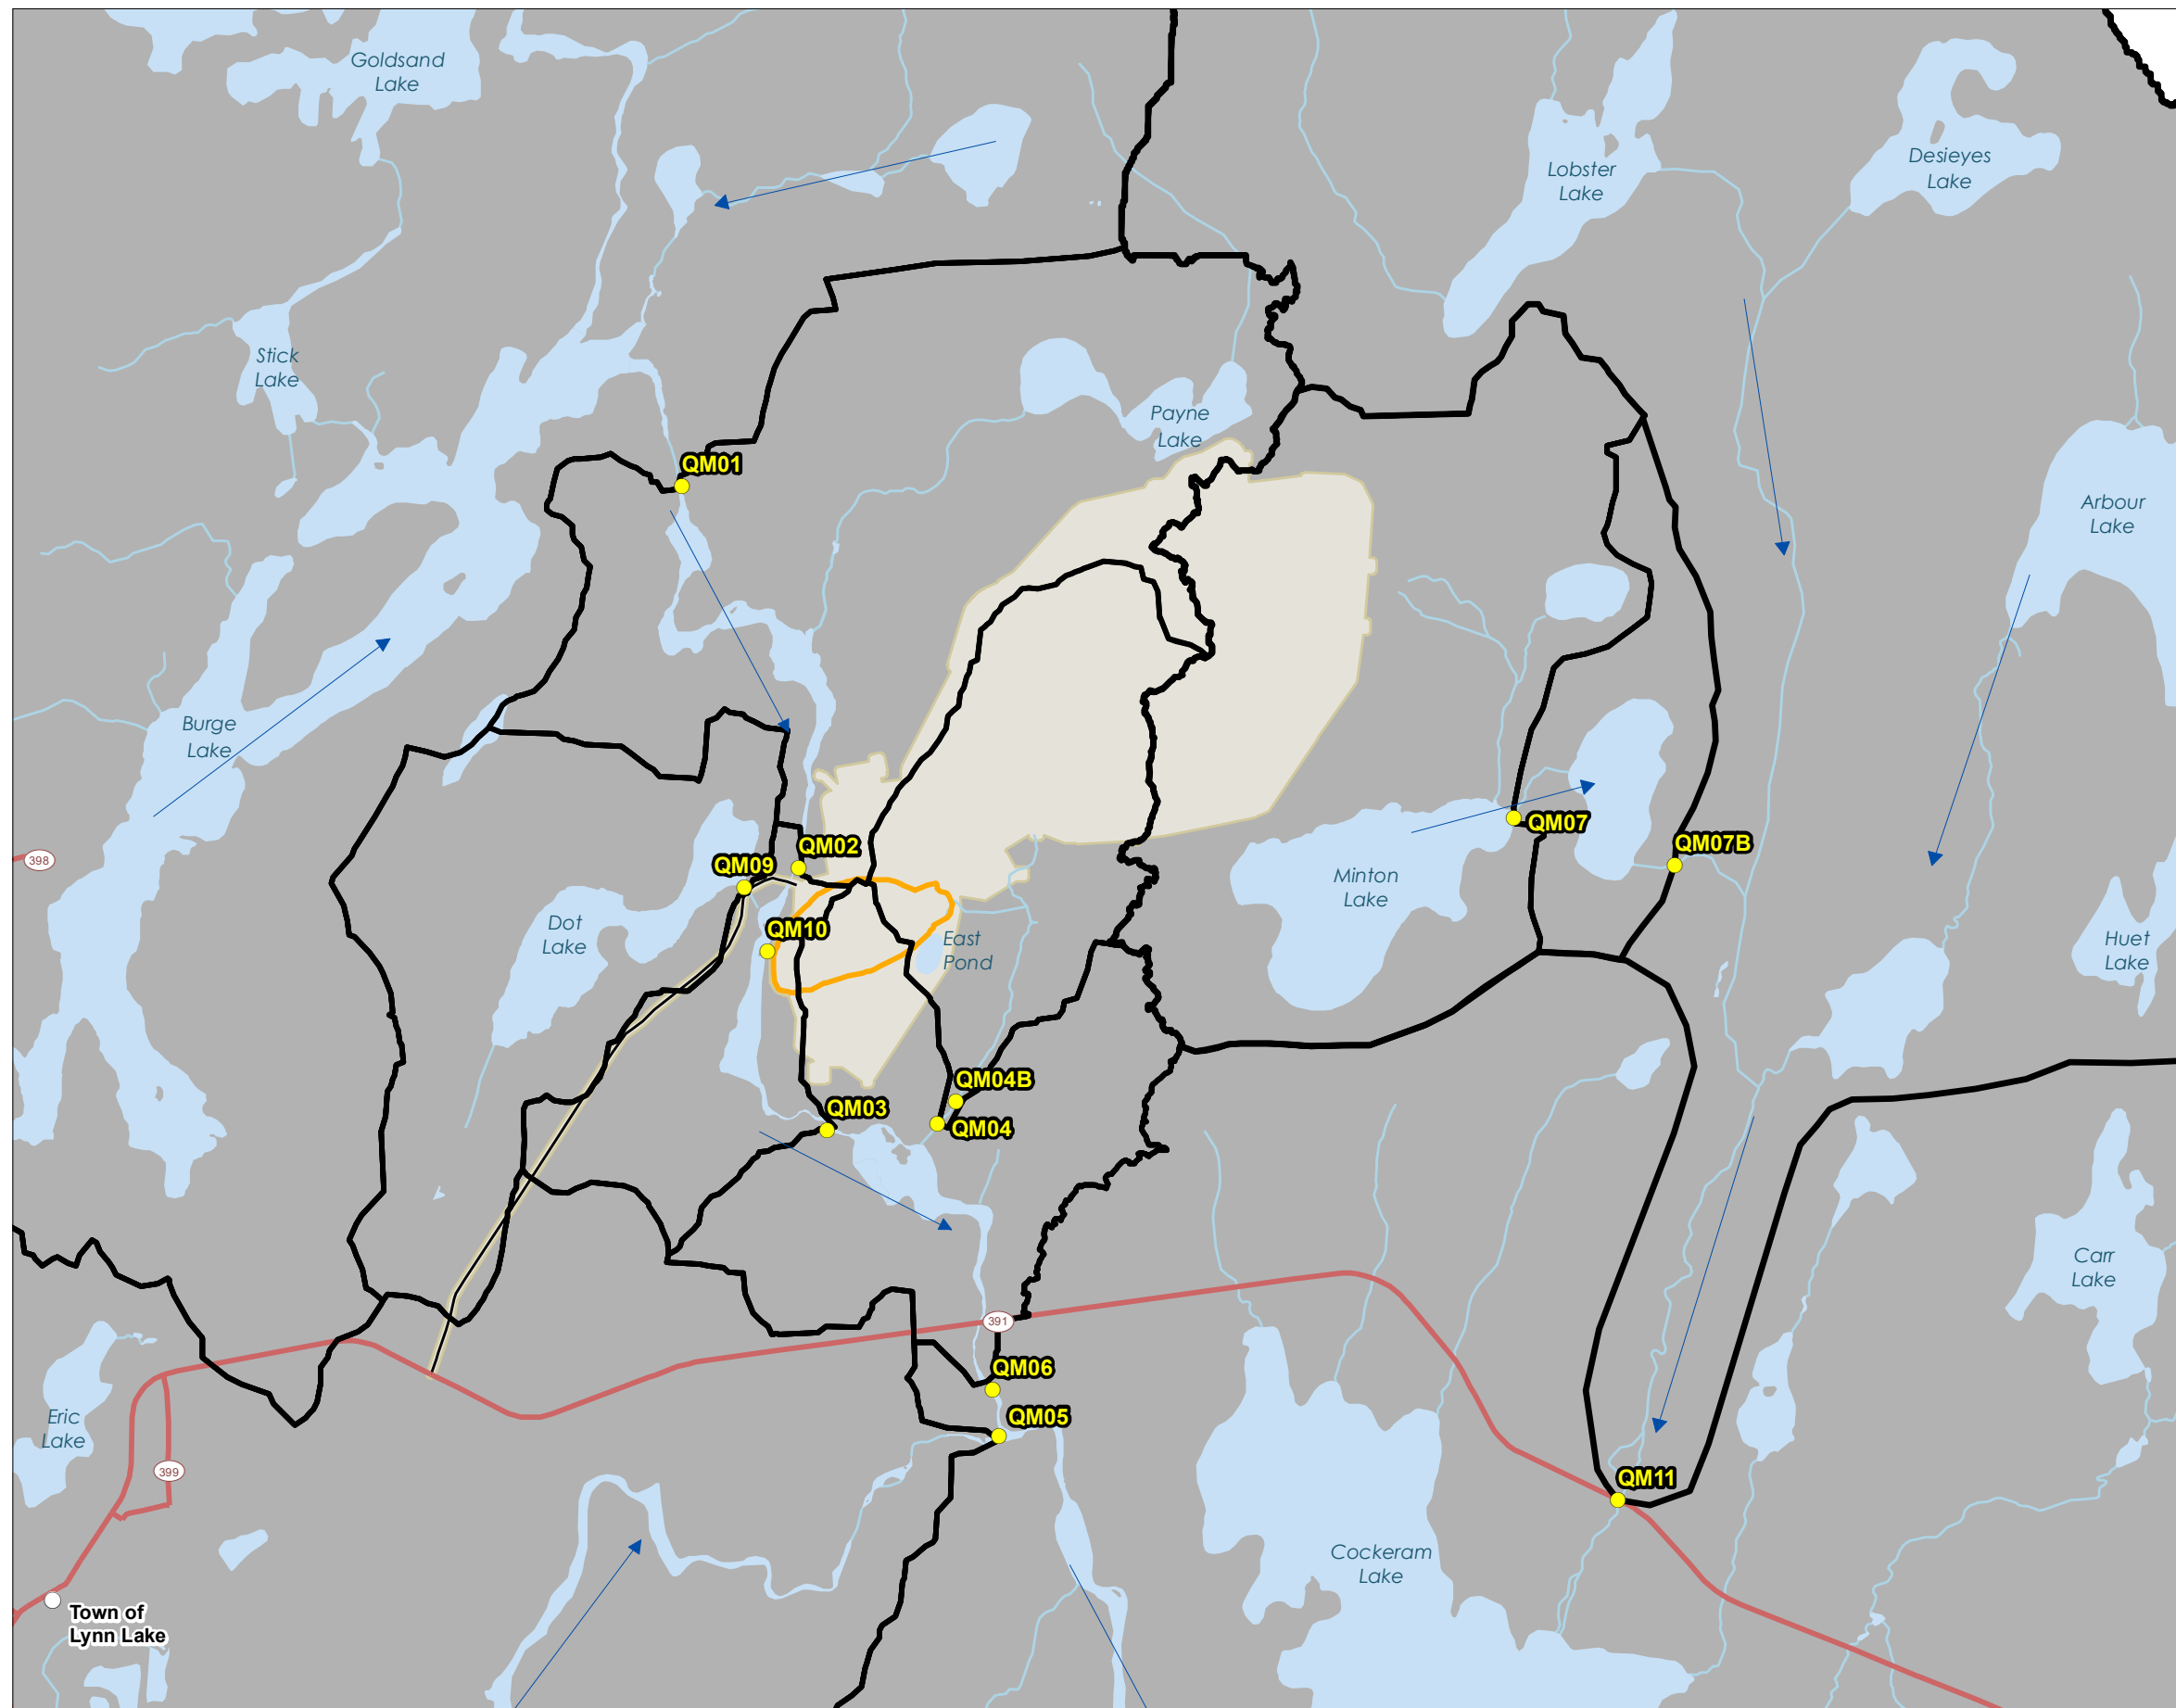 Goldsand
Lake
Desieyes
Lake
Lobster
Lake
Stick
Lake
Payne
Lake
QM01
Arbour
Lake
Burge
Lake
QM07
QM07B
QM02
398
QM09
Minton
Lake
Dot
Lake
QM10
East
Pond
Huet
Lake
QM04B
QM03
QM04
Carr
Lake
391
QM06
Eric
Lake
QM05
399
QM11
Cockeram
Lake
Town of
Lynn Lake